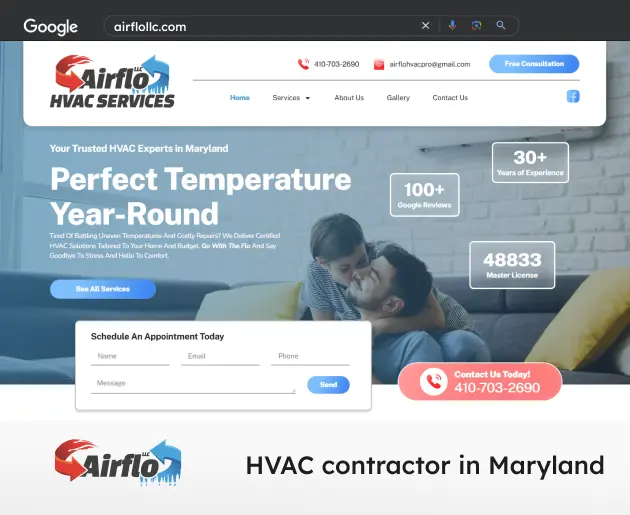 Google
airflollc.com
Airflo LLC
HVAC SERVICES
410-703-2690
airflohvacpro@gmail.com
Free Consultation
Home
Services
About Us
Gallery
Contact Us
Your Trusted HVAC Experts in Maryland
Perfect Temperature
Year-Round
Tired Of Battling Uneven Temperatures And Costly Repairs? We Deliver Certified
HVAC Solutions Tailored To Your Home And Budget. Go With The Flo And Say
Goodbye To Stress And Hello To Comfort.
See All Services
30+
Years of Experience
100+
Google Reviews
48833
Master License
Schedule An Appointment Today
Name
Email
Phone
Message
Send
Contact Us Today!
410-703-2690
Airflo LLC
HVAC contractor in Maryland